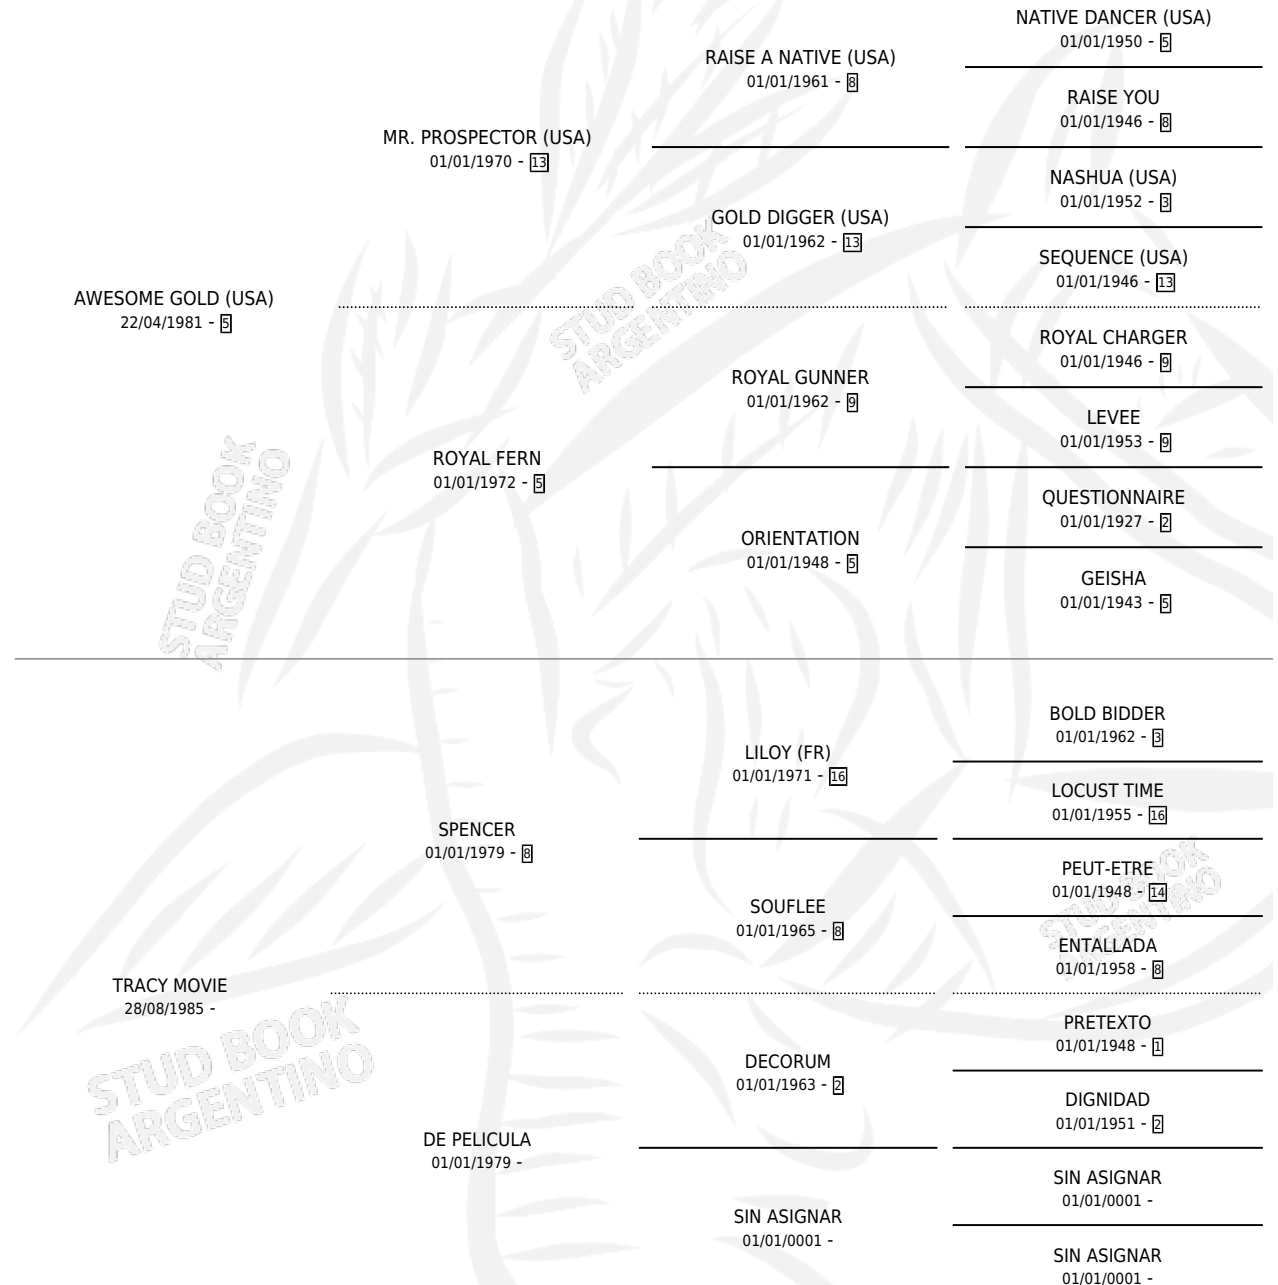 NATIVE DANCER (USA)
01/01/1950 - 5
RAISE A NATIVE (USA)
01/01/1961 - 8
RAISE YOU
01/01/1946 - 8
MR. PROSPECTOR (USA)
01/01/1970 - 13
NASHUA (USA)
01/01/1952 - 3
GOLD DIGGER (USA)
01/01/1962 - 13
SEQUENCE (USA)
01/01/1946 - 13
AWESOME GOLD (USA)
22/04/1981 - 5
ROYAL CHARGER
01/01/1946 - 9
ROYAL GUNNER
01/01/1962 - 9
LEVEE
01/01/1953 - 9
ROYAL FERN
01/01/1972 - 5
QUESTIONNAIRE
01/01/1927 - 2
ORIENTATION
01/01/1948 - 5
GEISHA
01/01/1943 - 5
BOLD BIDDER
01/01/1962 - 3
LILOY (FR)
01/01/1971 - 16
LOCUST TIME
01/01/1955 - 16
SPENCER
01/01/1979 - 8
PEUT-ETRE
01/01/1948 - 14
SOUFLEE
01/01/1965 - 8
ENTALLADA
01/01/1958 - 8
TRACY MOVIE
28/08/1985 -
PRETEXTO
01/01/1948 - 1
DECORUM
01/01/1963 - 2
DIGNIDAD
01/01/1951 - 2
DE PELICULA
01/01/1979 -
SIN ASIGNAR
01/01/0001 -
SIN ASIGNAR
01/01/0001 -
SIN ASIGNAR
01/01/0001 -
STUD BOOK
ARGENTINO
STUD BOOK
ARGENTINO
STUD BOOK
ARGENTINO
STUD BOOK
ARGENTINO